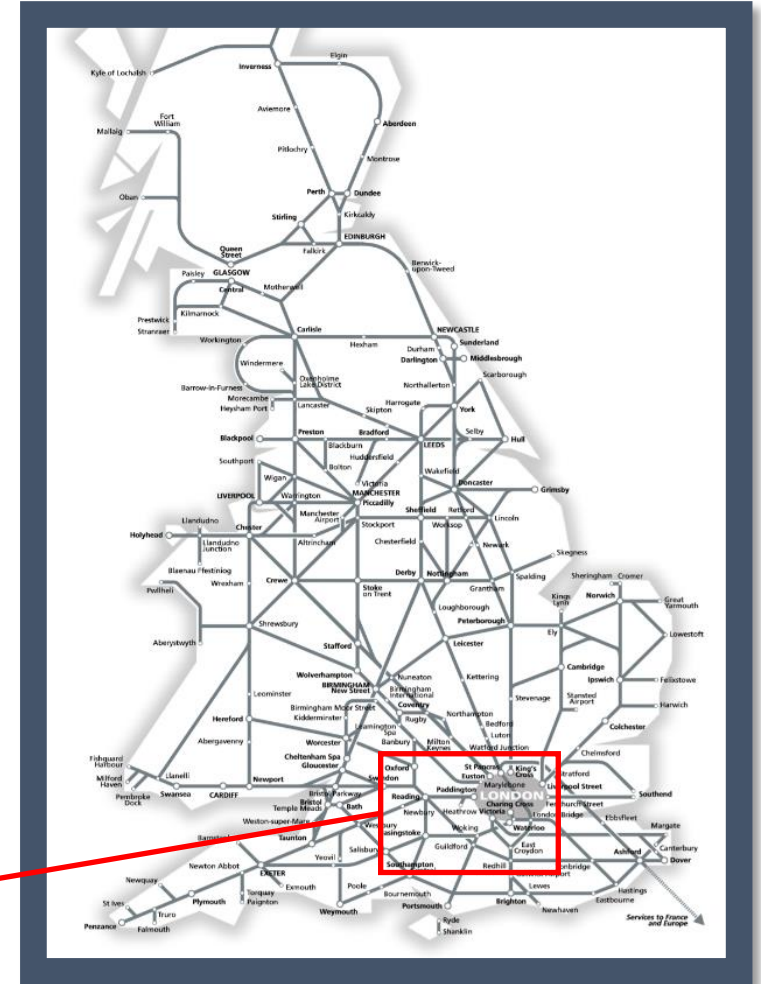 Elgin
Inverness
Kyle of Lochalsh
Aviemore
Fort
William
Aberdeen
Mallaig
Pitlochry
Montrose
Perth
Dundee
Oban
Kirkcaldy
Stirling
EDINBURGH
Queen
Street
Falkirk
Berwick-
upon-Tweed
Paisley
GLASGOW
Central
Motherwell
Kilmarnock
Prestwick
Stranraer
Carlisle
NEWCASTLE
Workington
Hexham
Durham
Sunderland
Darlington
Middlesbrough
Windermere
Scarborough
Oxenholme
Lake District
Barrow-in-Furness
Northallerton
Morecambe
Heysham Port
Lancaster
Harrogate
York
Skipton
Blackpool
Preston
Bradford
Selby
Hull
Blackburn
LEEDS
Huddersfield
Southport
Bolton
Wakefield
Wigan
Victoria
Doncaster
MANCHESTER
Piccadilly
Grimsby
LIVERPOOL
Warrington
Manchester
Airport
Sheffield
Retford
Lincoln
Llandudno
Stockport
Worksop
Holyhead
Chester
Llandudno
Junction
Altrincham
Chesterfield
Newark
Skegness
Blaenau Ffestiniog
Derby
Nottingham
Spalding
Sheringham
Cromer
Pwllheli
Wrexham
Crewe
Stoke
on Trent
Grantham
Kings
Lynn
Norwich
Great
Yarmouth
Loughborough
Shrewsbury
Peterborough
Ely
Lowestoft
Aberystwyth
Stafford
Leicester
Wolverhampton
Cambridge
BIRMINGHAM
New Street
Nuneaton
Kettering
Ipswich
Felixstowe
Birmingham
International
Stansted
Airport
Leominster
Birmingham Moor Street
Coventry
Stevenage
Harwich
Kidderminster
Rugby
Northampton
Hereford
Leamington
Spa
Bedford
Colchester
Abergavenny
Worcester
Banbury
Milton
Keynes
Luton
Watford Junction
Chelmsford
Cheltenham Spa
Gloucester
Oxford
St Pancras
Euston
King's
Cross
Stratford
Fishguard
Harbour
Llanelli
Newport
Swindon
Marylebone
Liverpool Street
Milford
Haven
Bristol Parkway
Paddington
LONDON
Southend
Pembroke
Dock
Swansea
CARDIFF
Reading
Charing Cross
Fenchurch Street
Bristol
Temple Meads
Bath
Newbury
Heathrow
Victoria
London Bridge
Ebbsfleet
Weston-super-Mare
Westbury
Waterloo
Margate
Basingstoke
Woking
Taunton
Salisbury
Guildford
East
Croydon
Canterbury
Newton Abbot
Yeovil
Southampton
Redhill
Ashford
Dover
EXETER
Newquay
Exmouth
Poole
Bournemouth
Lewes
Hastings
Eastbourne
St Ives
Plymouth
Torquay
Paignton
Portsmouth
Brighton
Newhaven
Truro
Weymouth
Penzance
Falmouth
Ryde
Shanklin
Services to France
and Europe